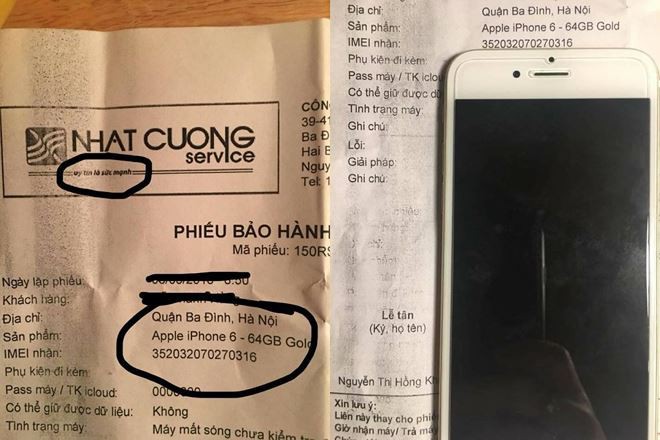 NHAT CUONG
service
uy tín là sức mạnh
CÔN
39-41
Ba Đ
Hai B
Nguy
Tel: 1
PHIẾU BẢO HÀNH
Mã phiếu: 150RS
Ngày lập phiếu:
Khách hàng:
Địa chỉ: Quận Ba Đình, Hà Nội
Sản phẩm: Apple iPhone 6 - 64GB Gold
IMEI nhận: 352032070270316
Phụ kiện đi kèm:
Pass máy / TK icloud:
Có thể giữ được dữ liệu: Không
Tình trạng máy: Máy mất sóng chưa kiểm tra
Địa chỉ: Quận Ba Đình, Hà Nội
Sản phẩm: Apple iPhone 6 - 64GB Gold
IMEI nhận: 352032070270316
Phụ kiện đi kèm:
Pass máy / TK iclou
Có thể giữ được dữ
Tình trạng máy:
Ghi chú:
Lỗi:
Giải pháp:
Ghi chú:
Lễ tân
(Ký, họ tên)
Nguyễn Thị Hồng Kh
Xin lưu ý:
Liên này thay cho phiế
Giờ nhận máy/ Trả máy